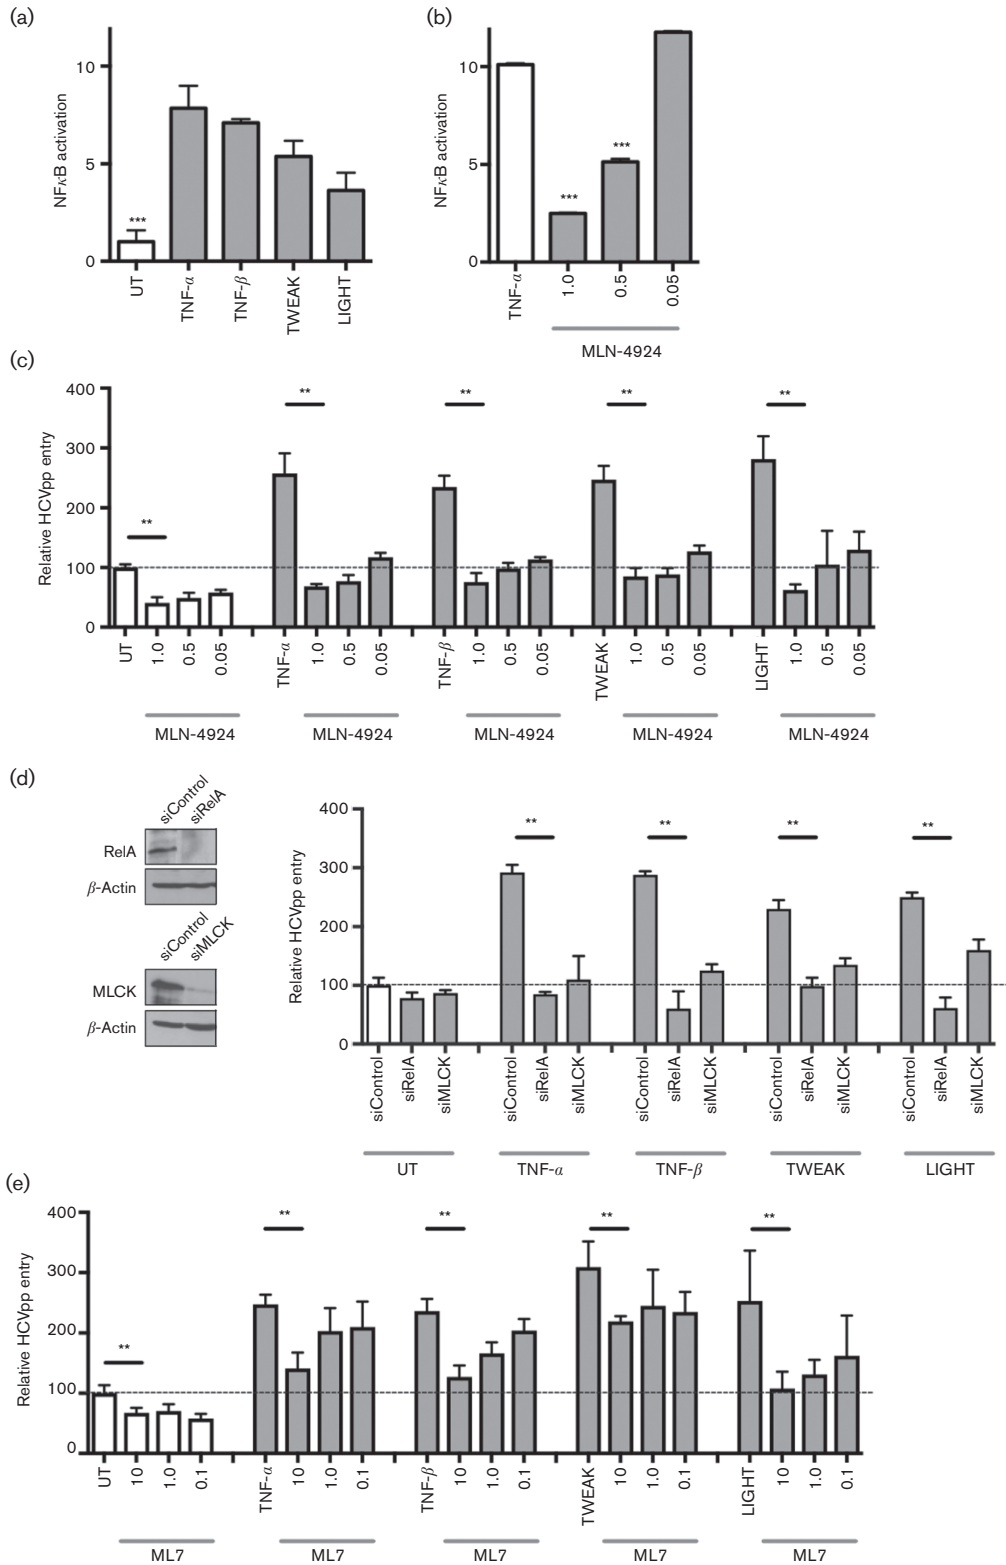 (a)
NFκB activation
10
5
0
***
UT
TNF-α
TNF-β
TWEAK
LIGHT
(b)
NFκB activation
10
5
0
***
***
TNF-α
1.0
0.5
0.05
MLN-4924
(c)
Relative HCVpp entry
400
300
200
100
0
**
**
**
**
**
UT
1.0
0.5
0.05
TNF-α
1.0
0.5
0.05
TNF-β
1.0
0.5
0.05
TWEAK
1.0
0.5
0.05
LIGHT
1.0
0.5
0.05
MLN-4924
MLN-4924
MLN-4924
MLN-4924
MLN-4924
(d)
siControl
siRelA
RelA
β-Actin
siControl
siMLCK
MLCK
β-Actin
Relative HCVpp entry
400
300
200
100
0
**
**
**
**
siControl
siRelA
siMLCK
siControl
siRelA
siMLCK
siControl
siRelA
siMLCK
siControl
siRelA
siMLCK
siControl
siRelA
siMLCK
UT
TNF-α
TNF-β
TWEAK
LIGHT
(e)
Relative HCVpp entry
400
300
200
100
0
**
**
**
**
**
UT
10
1.0
0.1
TNF-α
10
1.0
0.1
TNF-β
10
1.0
0.1
TWEAK
10
1.0
0.1
LIGHT
10
1.0
0.1
ML7
ML7
ML7
ML7
ML7